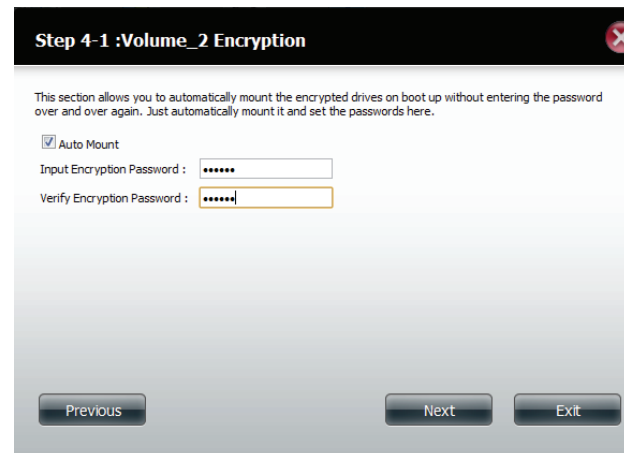 Step 4-1 :Volume_2 Encryption
This section allows you to automatically mount the encrypted drives on boot up without entering the password
over and over again. Just automatically mount it and set the passwords here.
Auto Mount
Input Encryption Password : ••••••
Verify Encryption Password : ••••••
Previous Next Exit